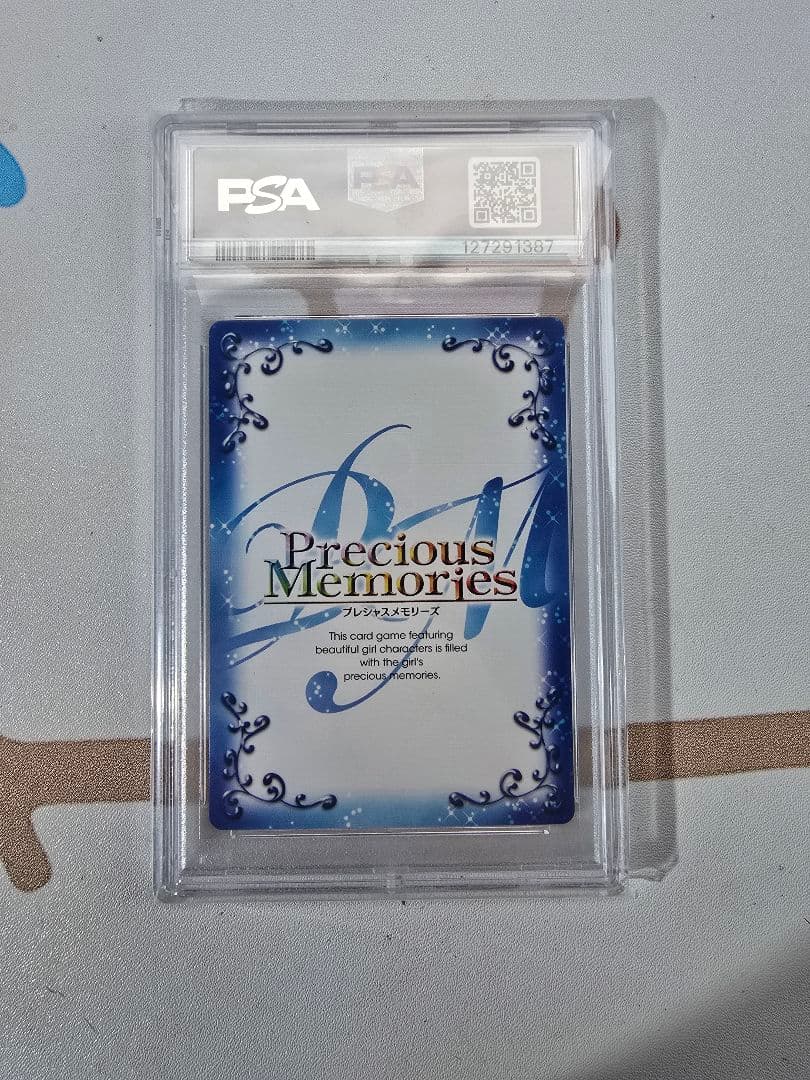 PSA
PSA
127291387
PM
Precious
Memories
プレシャスメモリーズ
This card game featuring
beautiful girl characters is filled
with the girl's
precious memories.